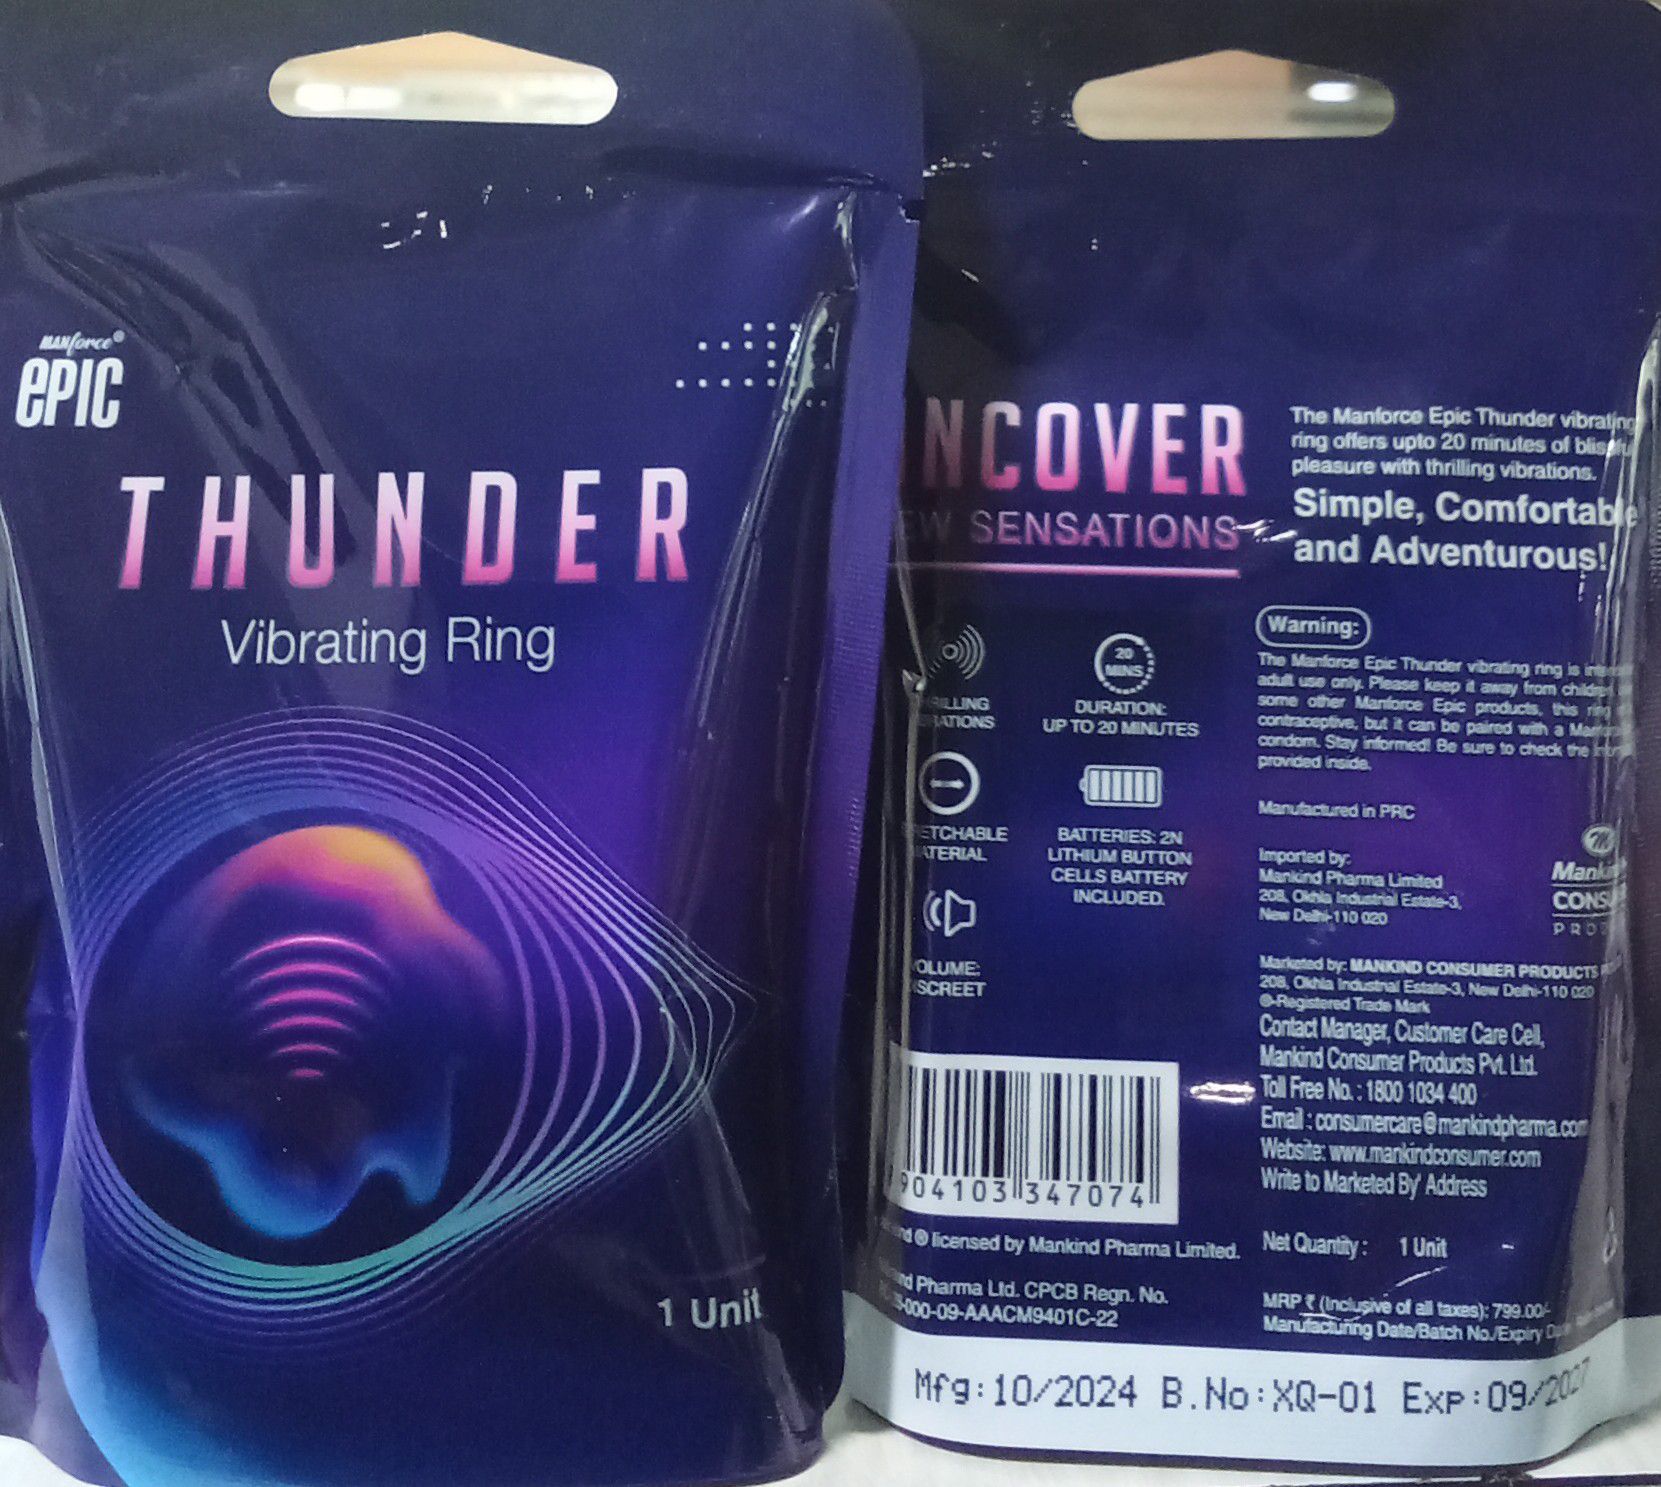 MANforce®
ePIC
THUNDER
Vibrating Ring
1 Unit
NCOVER
EW SENSATIONS
The Manforce Epic Thunder vibrating
ring offers upto 20 minutes of
pleasure with thrilling vibrations.
Simple, Comfortable
and Adventurous!
20
MINS
RILLING
RATIONS
DURATION:
UP TO 20 MINUTES
ETCHABLE
ATERIAL
BATTERIES: 2N
LITHIUM BUTTON
CELLS BATTERY
INCLUDED.
OLUME:
SCREET
Warning:
The Manforce Epic Thunder vibrating ring is
adult use only. Please keep it away from
some other Manforce Epic products, this ring
contraceptive, but it can be paired with a
condom. Stay informed! Be sure to check the
provided inside.
Manufactured in PRC
Imported by:
Mankind Pharma Limited
208, Okhla Industrial Estate-3,
New Delhi-110 020
Marketed by: MANKIND CONSUMER PRODUCTS
208, Okhla Industrial Estate-3, New Delhi-110 020
®-Registered Trade Mark
Contact Manager, Customer Care Cell,
Mankind Consumer Products Pvt. Ltd.
Toll Free No.: 1800 1034 400
Email : consumercare@mankindpharma.com
Website: www.mankindconsumer.com
Write to Marketed By' Address
904103 347074
® licensed by Mankind Pharma Limited.
Pharma Ltd. CPCB Regn. No.
-000-09-AAACM9401C-22
Net Quantity: 1 Unit
MRP ₹ (Inclusive of all taxes): 799.00/-
Manufacturing Date/Batch No./Expiry
Mfg:10/2024 B.No:XQ-01 Exp:09/2027